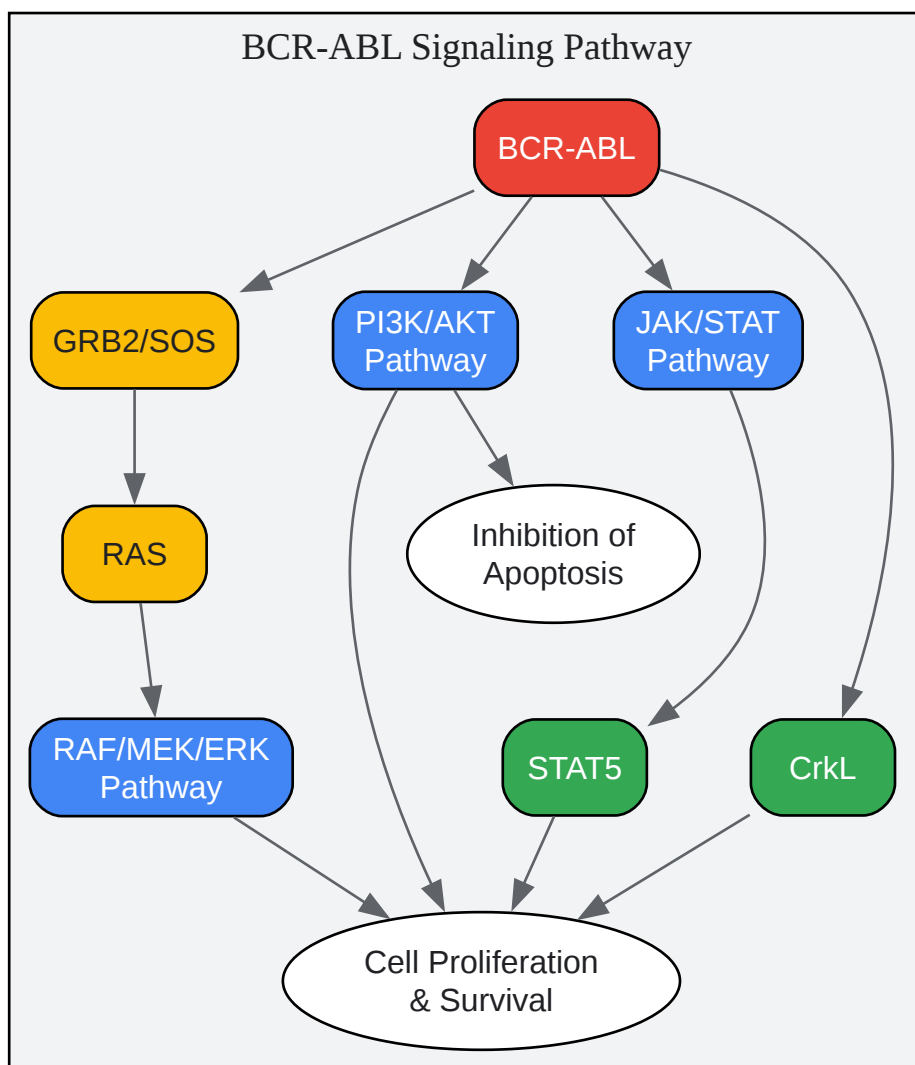 BCR-ABL Signaling Pathway
BCR-ABL
GRB2/SOS
PI3K/AKT
Pathway
JAK/STAT
Pathway
Inhibition of
Apoptosis
RAS
RAF/MEK/ERK
Pathway
STAT5
CrkL
Cell Proliferation
& Survival